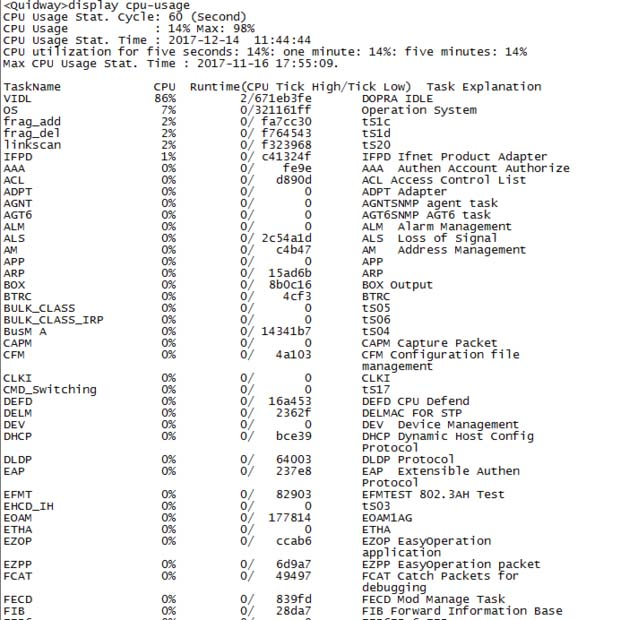 <Quidway>display cpu-usage
CPU Usage Stat. Cycle: 60 (Second)
CPU Usage            : 14% Max: 98%
CPU Usage Stat. Time : 2017-12-14  11:44:44
CPU utilization for five seconds: 14%: one minute: 14%: five minutes: 14%
Max CPU Usage Stat. Time : 2017-11-16 17:55:09.
TaskName             CPU  Runtime(CPU Tick High/Tick Low)  Task Explanation
VIDL                 86%         2/671eb3fe       DOPRA IDLE
OS                    7%         0/321161ff       Operation System
frag_add              2%         0/ fa7cc30       tS1c
frag_del              2%         0/ f764543       tS1d
linkscan              2%         0/ f323968       tS20
IFPD                  1%         0/ c41324f       IFPD Ifnet Product Adapter
AAA                   0%         0/    fe9e       AAA  Authen Account Authorize
ACL                   0%         0/   d890d       ACL Access Control List
ADPT                  0%         0/       0       ADPT Adapter
AGNT                  0%         0/       0       AGNTSNMP agent task
AGT6                  0%         0/       0       AGT6SNMP AGT6 task
ALM                   0%         0/       0       ALM  Alarm Management
ALS                   0%         0/ 2c54a1d       ALS  Loss of Signal
AM                    0%         0/   c4b47       AM   Address Management
APP                   0%         0/       0       APP
ARP                   0%         0/  15ad6b       ARP
BOX                   0%         0/  8b0c16       BOX Output
BTRC                  0%         0/    4cf3       BTRC
BULK_CLASS            0%         0/       0       tS05
BULK_CLASS_IRP        0%         0/       0       tS06
BusM A                0%         0/ 14341b7       tS04
CAPM                  0%         0/       0       CAPM Capture Packet
CFM                   0%         0/   4a103       CFM Configuration file
management
CLKI                  0%         0/       0       CLKI
CMD_Switching         0%         0/       0       tS17
DEFD                  0%         0/  16a453       DEFD CPU Defend
DELM                  0%         0/   2362f       DELMAC FOR STP
DEV                   0%         0/       0       DEV  Device Management
DHCP                  0%         0/   bce39       DHCP Dynamic Host Config
Protocol
DLDP                  0%         0/   64003       DLDP Protocol
EAP                   0%         0/   237e8       EAP  Extensible Authen
Protocol
EFMT                  0%         0/   82903       EFMTEST 802.3AH Test
EHCD_IH               0%         0/       0       tS03
EOAM                  0%         0/  177814       EOAM1AG
ETHA                  0%         0/       0       ETHA
EZOP                  0%         0/   ccab6       EZOP EasyOperation
application
EZPP                  0%         0/   6d9a7       EZPP EasyOperation packet
FCAT                  0%         0/   49497       FCAT Catch Packets for
debugging
FECD                  0%         0/   839fd       FECD Mod Manage Task
FIB                   0%         0/   28da7       FIB Forward Information Base